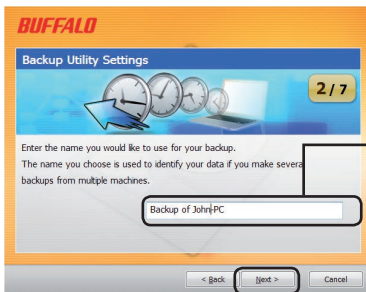 BUFFALO
Backup Utility Settings
2 / 7
Enter the name you would like to use for your backup.
The name you choose is used to identify your data if you make severa
backups from multiple machines.
Backup of John-PC
< Back Next > Cancel